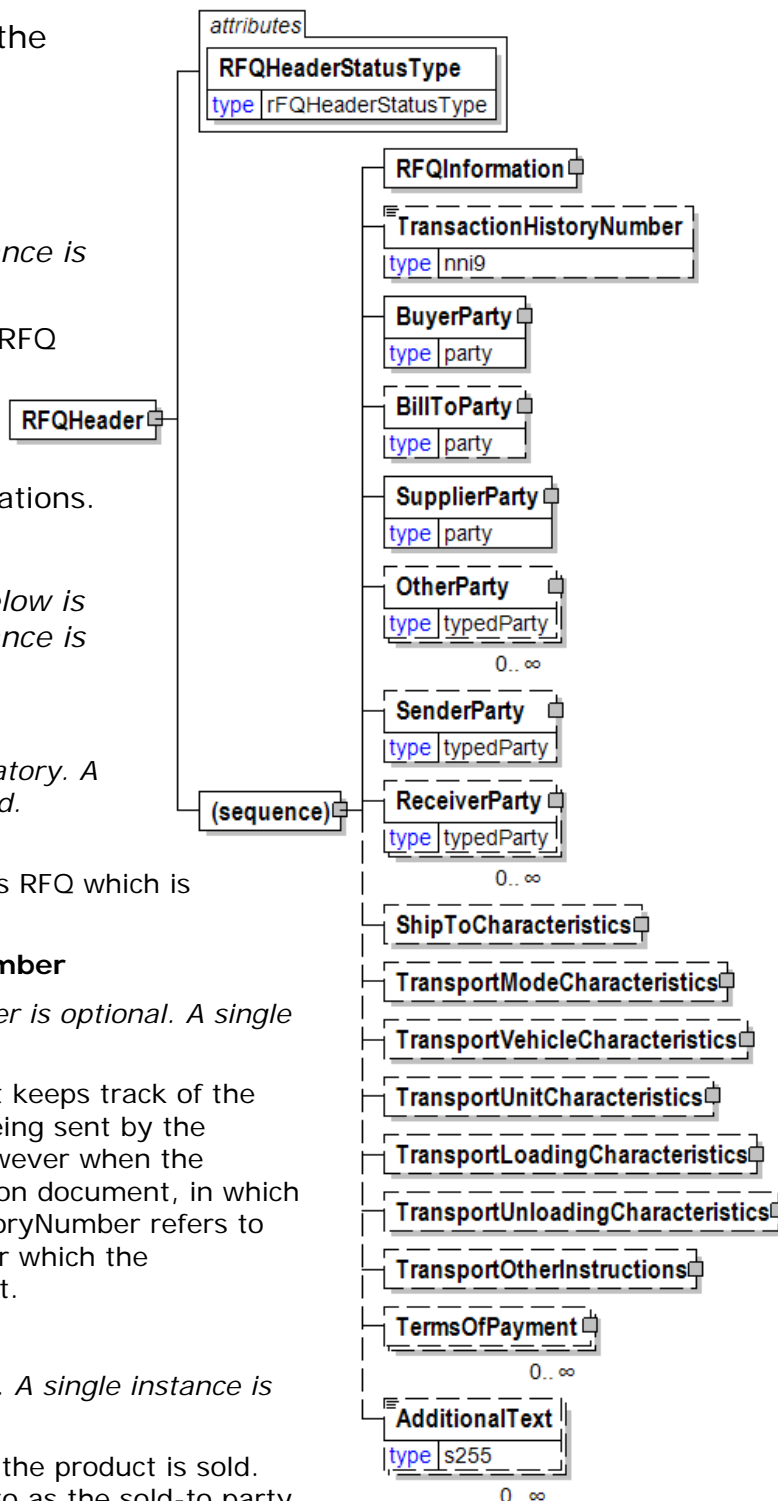 the
nce is
RFQ
ations.
elow is
nce is
atory. A
d.
s RFQ which is
mber
er is optional. A single
t keeps track of the
eing sent by the
wever when the
on document, in which
oryNumber refers to
r which the
t.
. A single instance is
the product is sold.
to as the sold-to party
RFQHeader
attributes
RFQHeaderStatusType
type rFQHeaderStatusType
(sequence)
RFQInformation
TransactionHistoryNumber
type nni9
BuyerParty
type party
BillToParty
type party
SupplierParty
type party
OtherParty
type typedParty
0.. ∞
SenderParty
type typedParty
ReceiverParty
type typedParty
0.. ∞
ShipToCharacteristics
TransportModeCharacteristics
TransportVehicleCharacteristics
TransportUnitCharacteristics
TransportLoadingCharacteristics
TransportUnloadingCharacteristics
TransportOtherInstructions
TermsOfPayment
0.. ∞
AdditionalText
type s255
0.. ∞